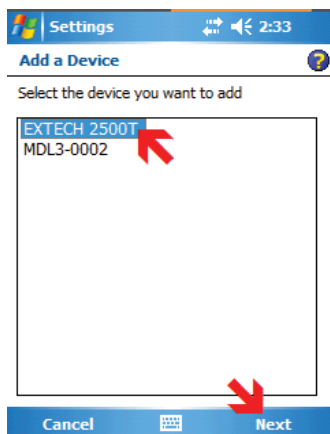 Settings 2:33
Add a Device ?
Select the device you want to add
EXTECH 2500T
MDL3-0002
Cancel Next